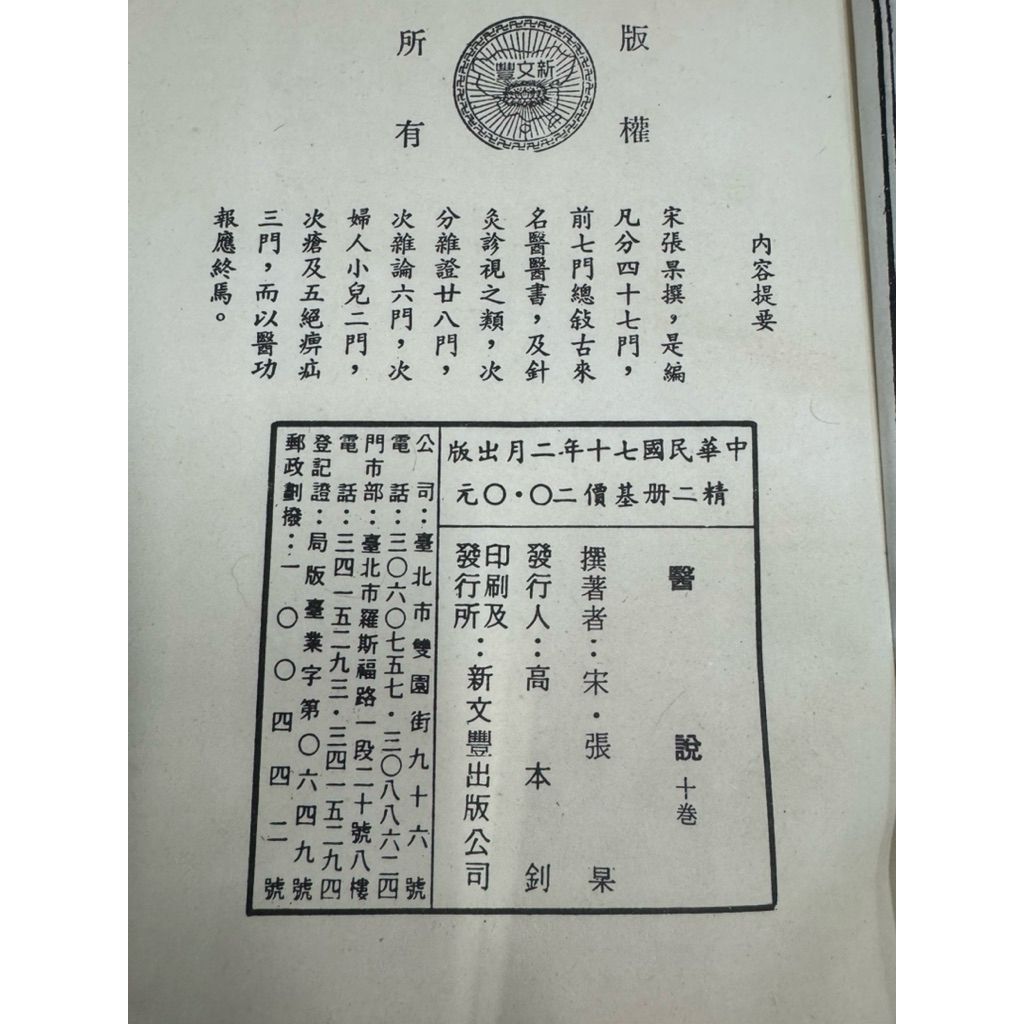 版權
所有
新文豐
內容提要
宋張杲撰，是編
凡分四十七門，
前七門總敍古來
名醫醫書，及針
灸診視之類，次
分雜證廿八門，
次雜論六門，次
婦人小兒二門，
次瘡及五絕痹疝
三門，而以醫功
報應終焉。
中華民國七十年二月出版
精二册基價二〇・〇元
醫說十卷
撰著者：宋・張杲
發行人：高本釗
印刷及
發行所：新文豐出版公司
公司：臺北市雙園街九十六號
電話：三〇六〇七五七・三〇八八六二四
門市部：臺北市羅斯福路一段二十號八樓
電話：三四一五二九三・三四一五二九四
登記證：局版臺業字第〇六四九號
郵政劃撥：一〇〇四四二號